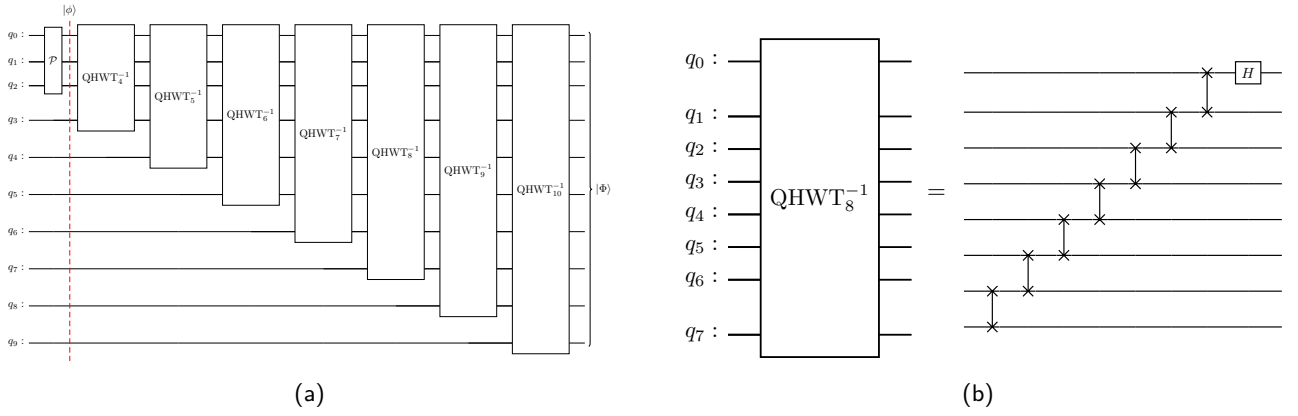 |ϕ⟩
q₀ :
q₁ :
q₂ :
q₃ :
q₄ :
q₅ :
q₆ :
q₇ :
q₈ :
q₉ :
𝒫
QHWT₄⁻¹
QHWT₅⁻¹
QHWT₆⁻¹
QHWT₇⁻¹
QHWT₈⁻¹
QHWT₉⁻¹
QHWT₁₀⁻¹
|Φ⟩
(a)
q₀ :
q₁ :
q₂ :
q₃ :
q₄ :
q₅ :
q₆ :
q₇ :
QHWT₈⁻¹
=
H
(b)